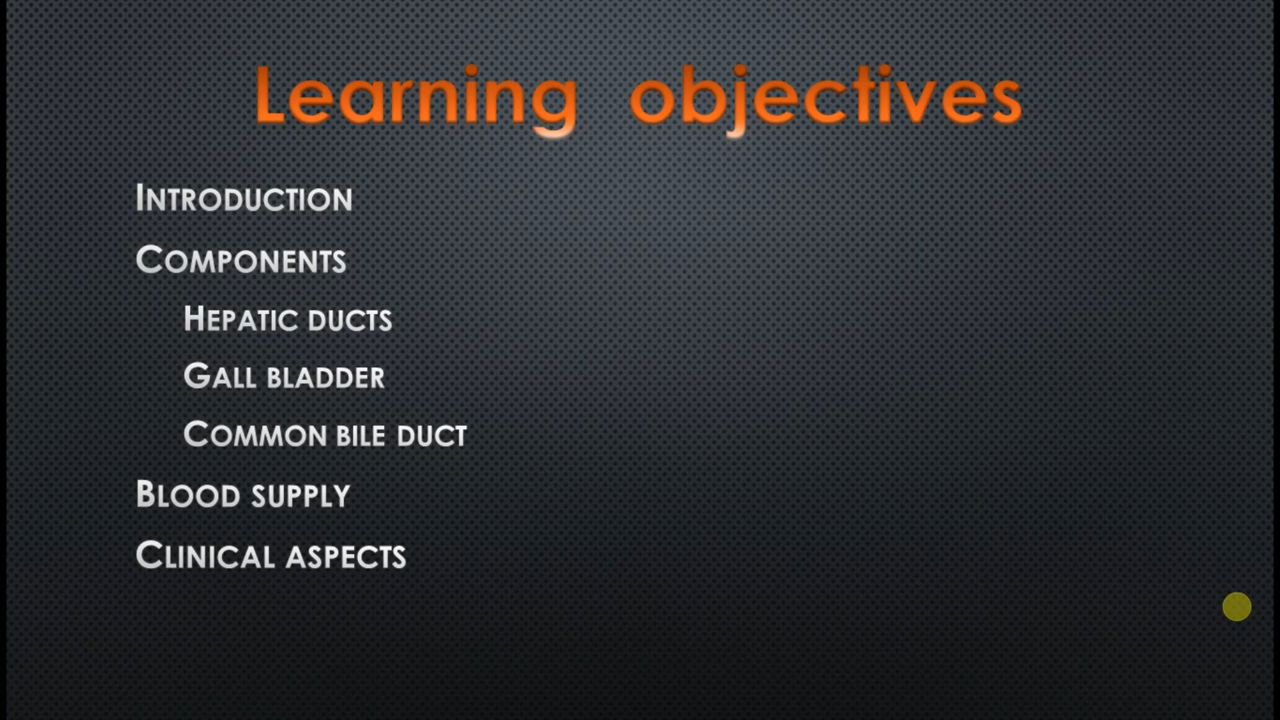 Learning objectives
Introduction
Components
Hepatic ducts
Gall bladder
Common bile duct
Blood supply
Clinical aspects